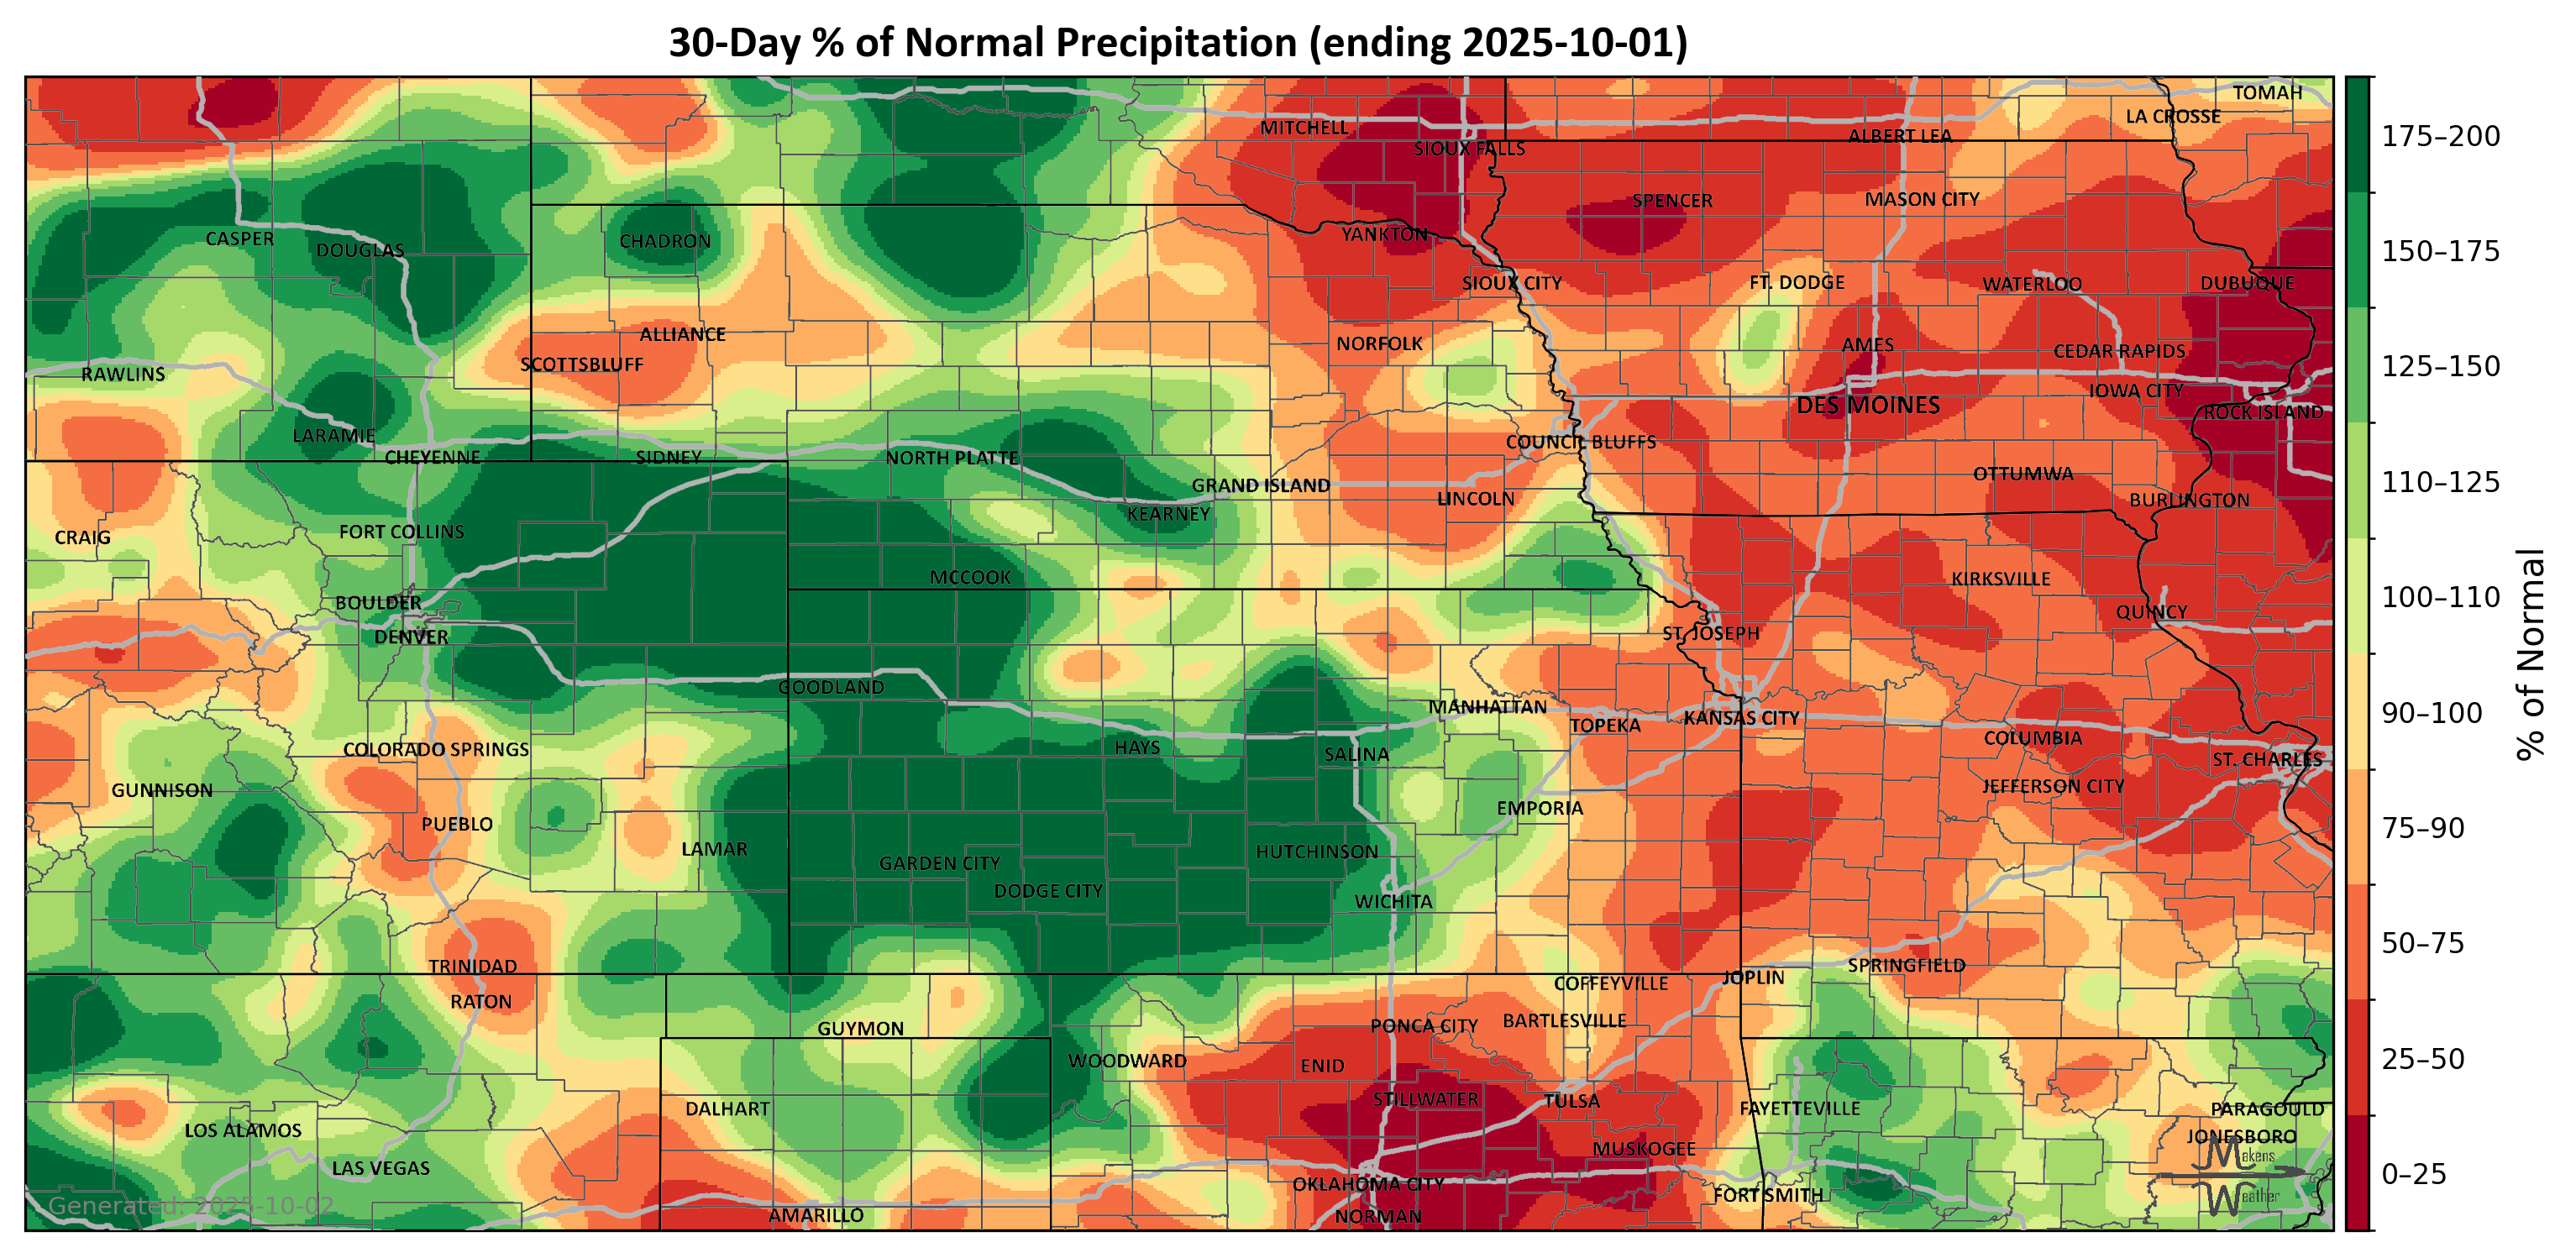 30-Day % of Normal Precipitation (ending 2025-10-01)
TOMAH
LA CROSSE
MITCHELL
ALBERT LEA
SIOUX FALLS
SPENCER
MASON CITY
YANKTON
CASPER
CHADRON
DOUGLAS
SIOUX CITY
FT. DODGE
WATERLOO
DUBUQUE
ALLIANCE
NORFOLK
AMES
CEDAR RAPIDS
SCOTTSBLUFF
RAWLINS
IOWA CITY
DES MOINES
ROCK ISLAND
LARAMIE
COUNCIL BLUFFS
CHEYENNE
SIDNEY
NORTH PLATTE
OTTUMWA
GRAND ISLAND
LINCOLN
BURLINGTON
KEARNEY
FORT COLLINS
CRAIG
MCCOOK
KIRKSVILLE
BOULDER
QUINCY
DENVER
ST. JOSEPH
GOODLAND
MANHATTAN
KANSAS CITY
TOPEKA
COLUMBIA
COLORADO SPRINGS
HAYS
SALINA
ST. CHARLES
GUNNISON
JEFFERSON CITY
EMPORIA
PUEBLO
LAMAR
HUTCHINSON
GARDEN CITY
DODGE CITY
WICHITA
TRINIDAD
SPRINGFIELD
JOPLIN
COFFEYVILLE
RATON
BARTLESVILLE
PONCA CITY
GUYMON
WOODWARD
ENID
STILLWATER
TULSA
DALHART
FAYETTEVILLE
PARAGOULD
LOS ALAMOS
JONESBORO
MUSKOGEE
LAS VEGAS
OKLAHOMA CITY
FORT SMITH
AMARILLO
NORMAN
Makens
Weather
Generated: 2025-10-02
175–200
150–175
125–150
110–125
100–110
90–100
75–90
50–75
25–50
0–25
% of Normal